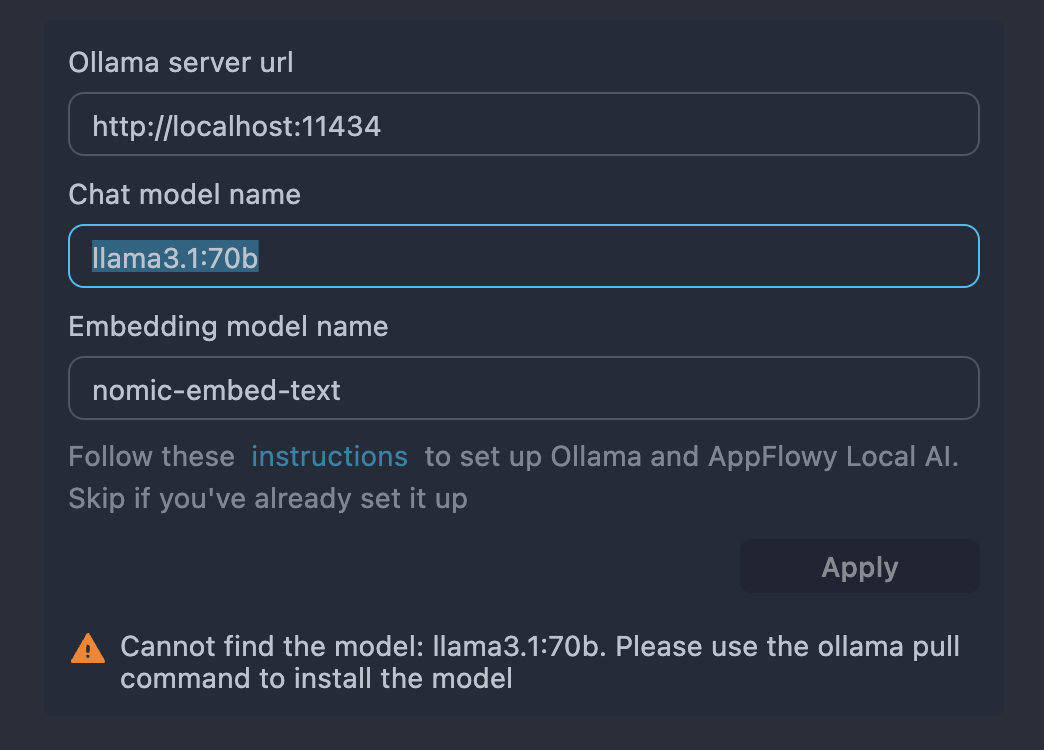 Ollama server url
http://localhost:11434
Chat model name
llama3.1:70b
Embedding model name
nomic-embed-text
Follow these instructions to set up Ollama and AppFlowy Local AI.
Skip if you've already set it up
Apply
Cannot find the model: llama3.1:70b. Please use the ollama pull
command to install the model